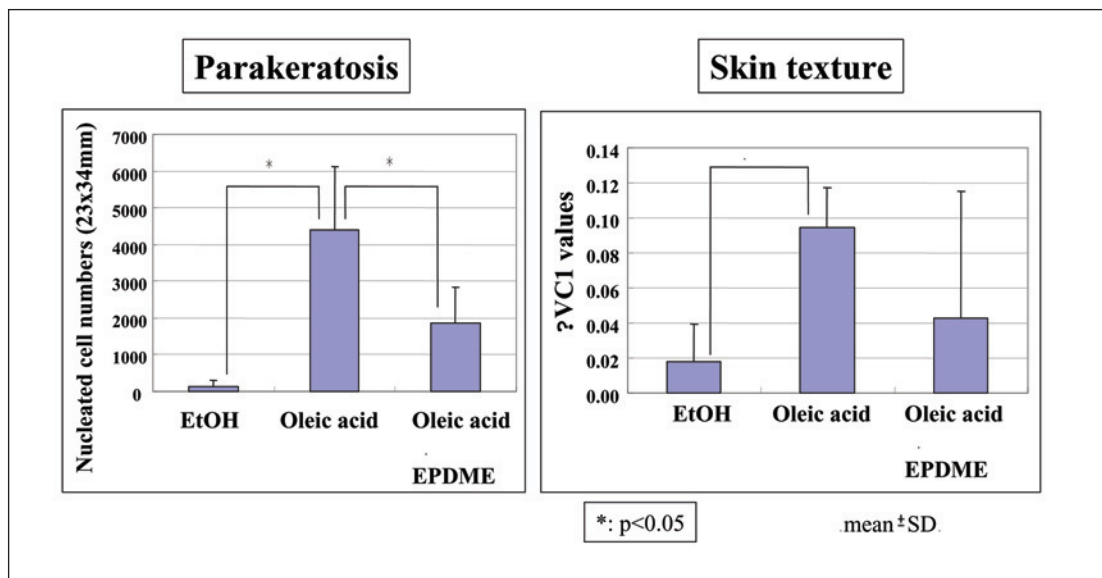 Parakeratosis
Nucleated cell numbers (23x34mm)
7000
6000
5000
4000
3000
2000
1000
0
*
*
EtOH
Oleic acid
Oleic acid
EPDME
Skin texture
?VC1 values
0.14
0.12
0.10
0.08
0.06
0.04
0.02
0.00
EtOH
Oleic acid
Oleic acid
EPDME
*: p<0.05
mean±SD